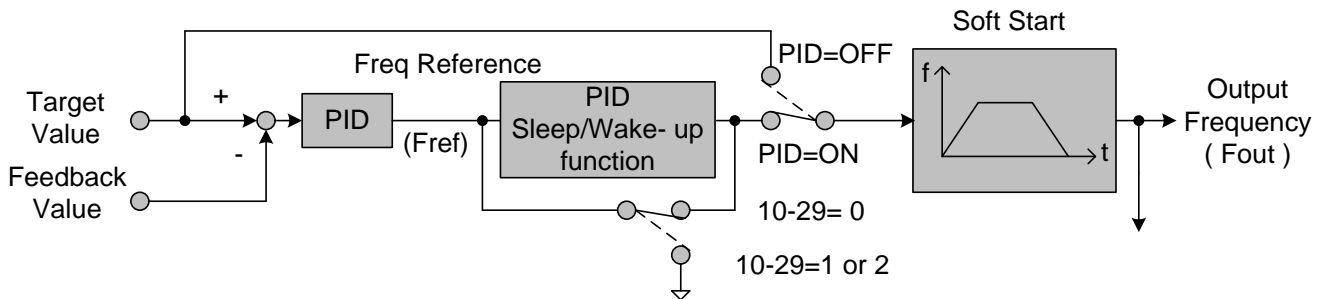 Soft Start
PID=OFF
Freq Reference
f
Target
Value
+
PID
(Fref)
PID
Sleep/Wake- up
function
Output
Frequency
( Fout )
-
PID=ON
t
Feedback
Value
10-29= 0
10-29=1 or 2